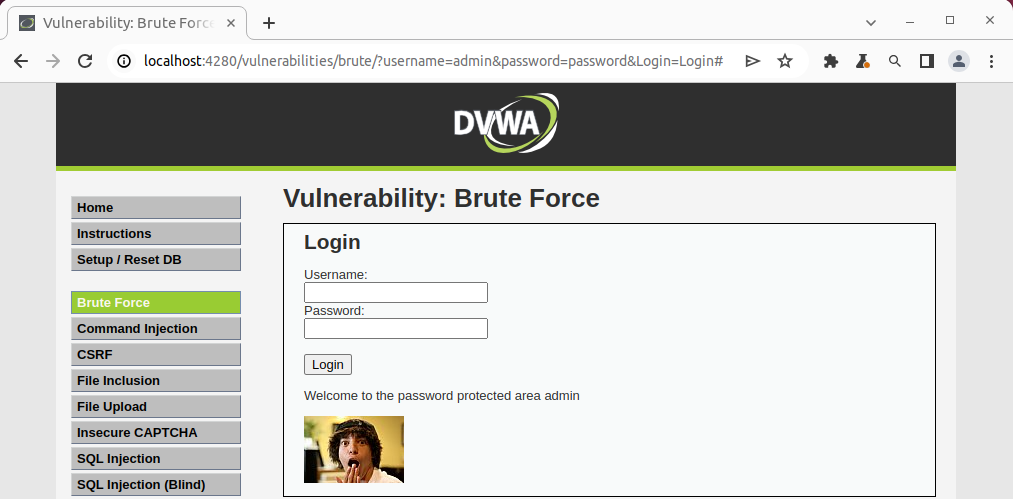 Vulnerability: Brute Force
localhost:4280/vulnerabilities/brute/?username=admin&password=password&Login=Login#
DVWA
Vulnerability: Brute Force
Home
Instructions
Setup / Reset DB
Brute Force
Command Injection
CSRF
File Inclusion
File Upload
Insecure CAPTCHA
SQL Injection
SQL Injection (Blind)
Login
Username:
Password:
Login
Welcome to the password protected area admin